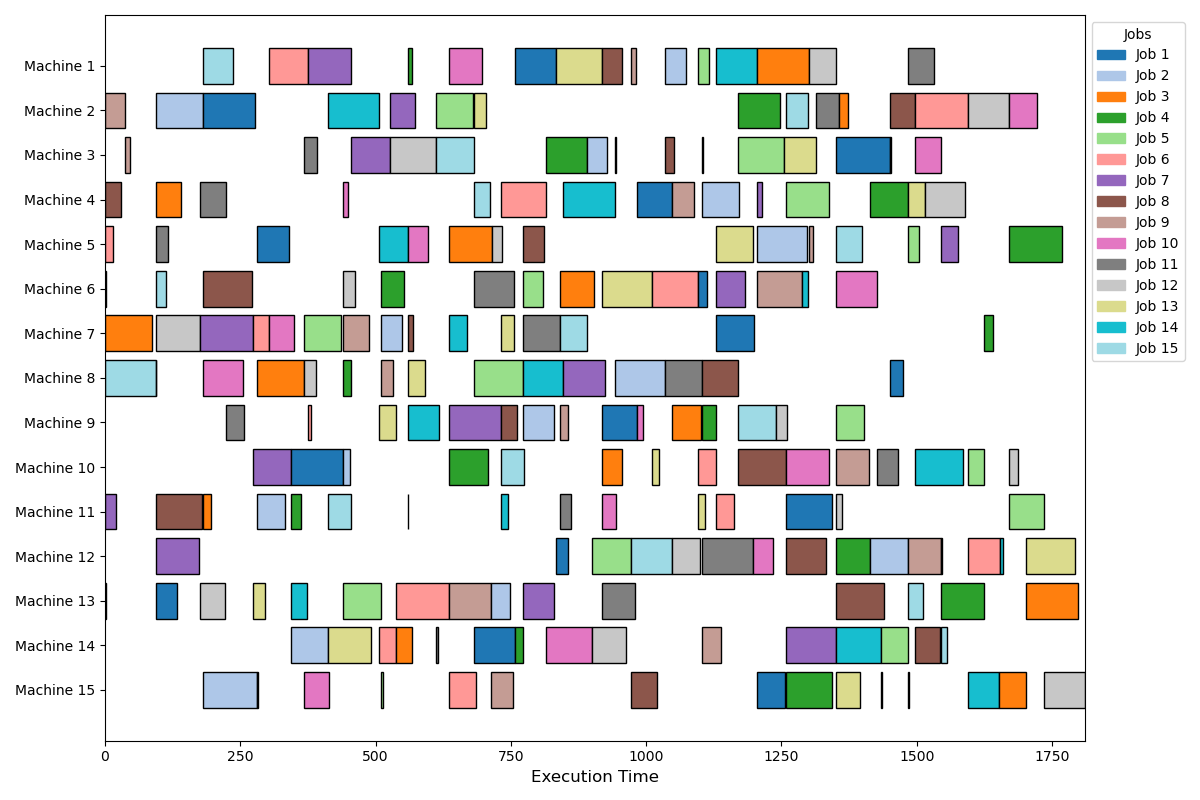 Machine 1
Machine 2
Machine 3
Machine 4
Machine 5
Machine 6
Machine 7
Machine 8
Machine 9
Machine 10
Machine 11
Machine 12
Machine 13
Machine 14
Machine 15
0 250 500 750 1000 1250 1500 1750
Execution Time
Jobs
Job 1
Job 2
Job 3
Job 4
Job 5
Job 6
Job 7
Job 8
Job 9
Job 10
Job 11
Job 12
Job 13
Job 14
Job 15